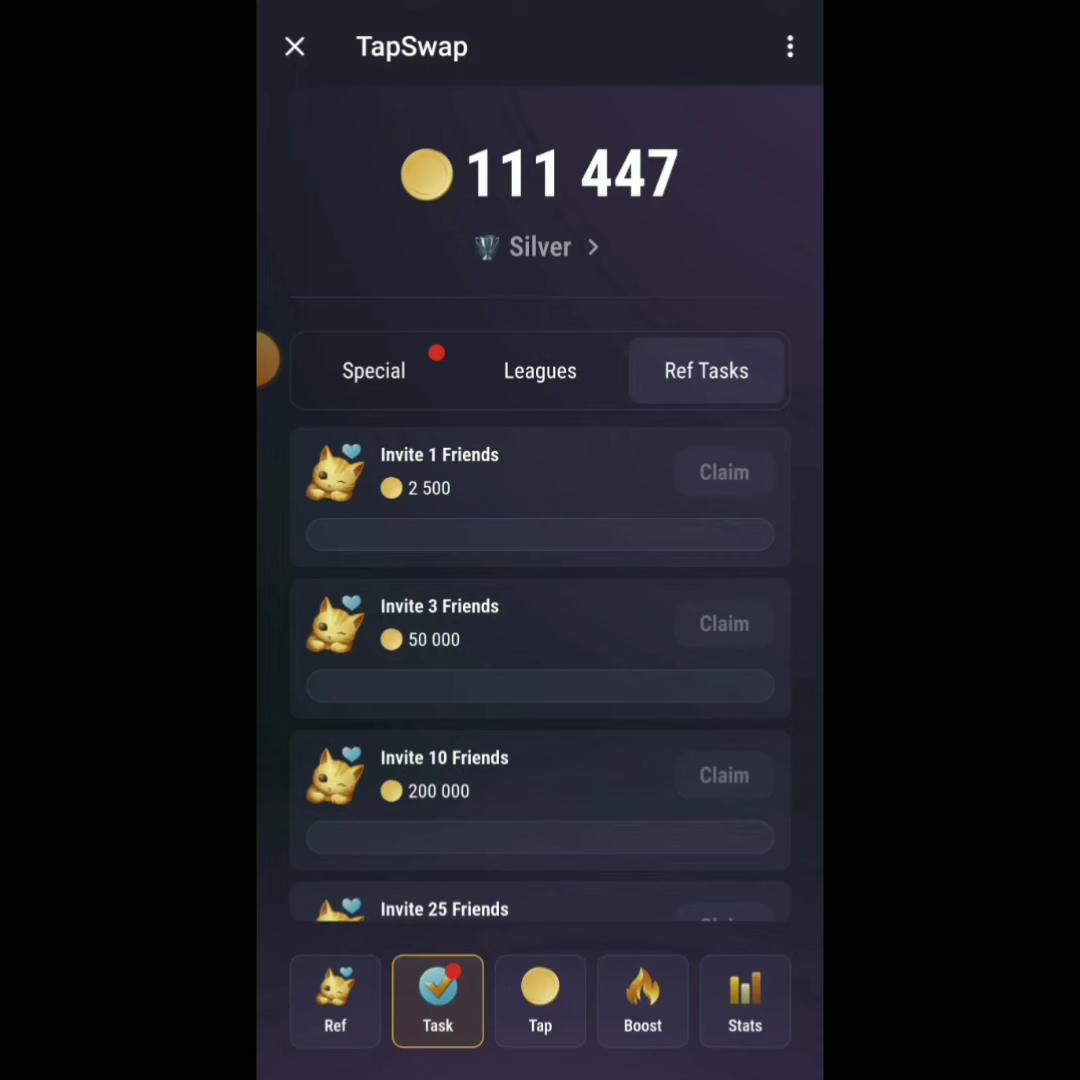 TapSwap
111 447
Silver
Special
Leagues
Ref Tasks
Invite 1 Friends
2 500
Claim
Invite 3 Friends
50 000
Claim
Invite 10 Friends
200 000
Claim
Invite 25 Friends
Ref
Task
Tap
Boost
Stats